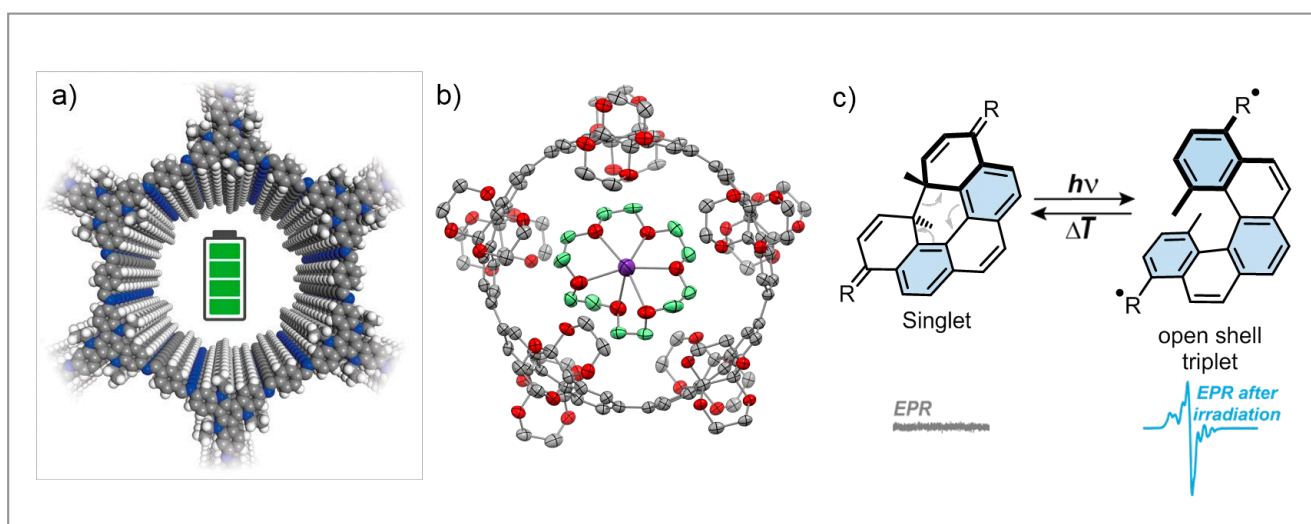 a)
b)
c)
R
R•
hν
ΔT
R
•R
Singlet
open shell
triplet
EPR
EPR after
irradiation